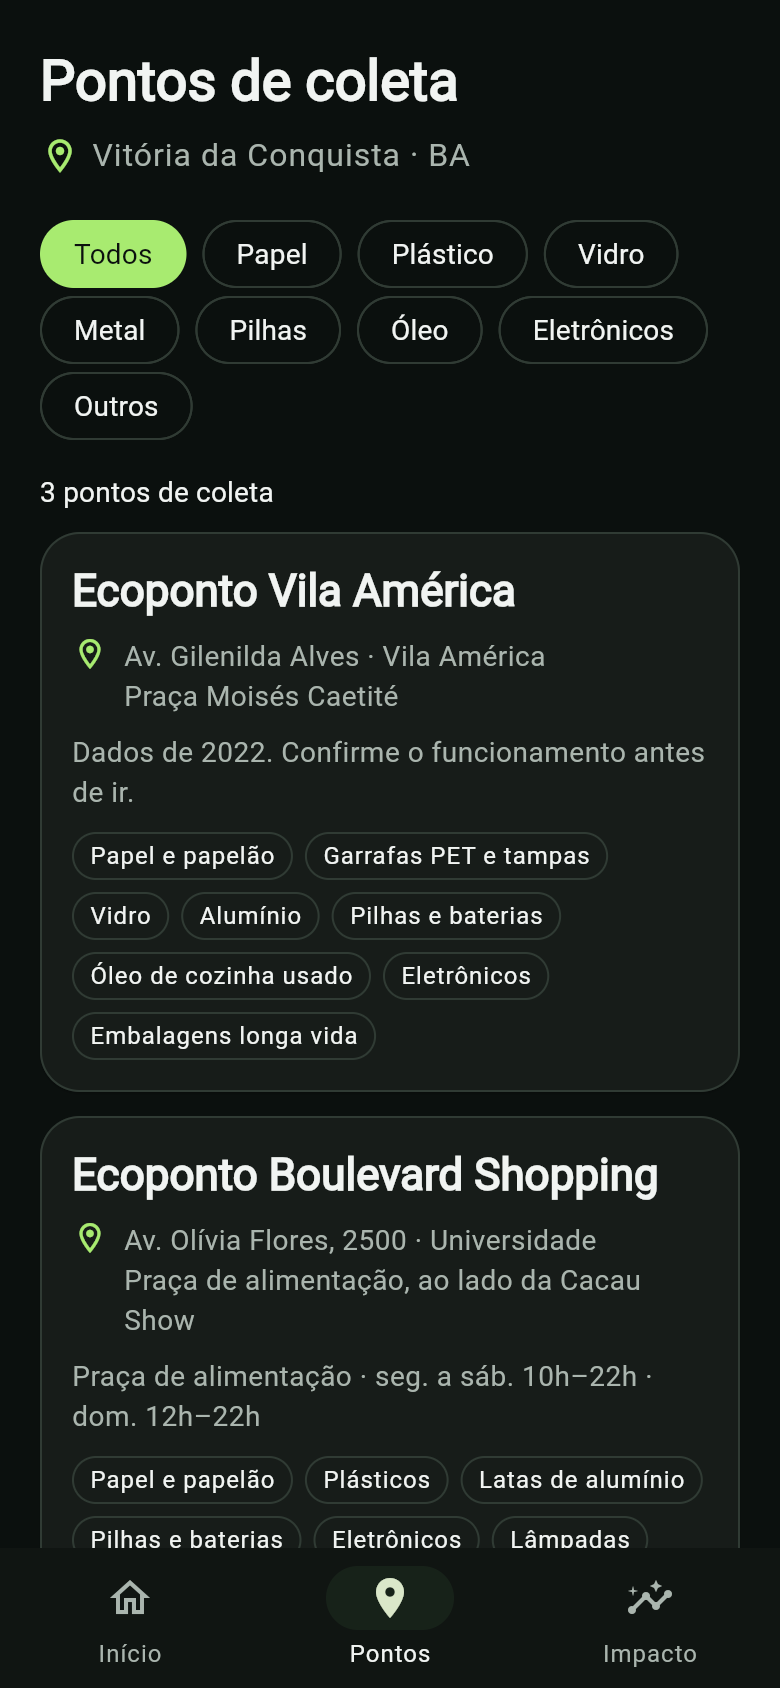 Pontos de coleta
Vitória da Conquista · BA
Todos Papel Plástico Vidro
Metal Pilhas Óleo Eletrônicos
Outros
3 pontos de coleta
Ecoponto Vila América
Av. Gilenilda Alves · Vila América
Praça Moisés Caetité
Dados de 2022. Confirme o funcionamento antes
de ir.
Papel e papelão Garrafas PET e tampas
Vidro Alumínio Pilhas e baterias
Óleo de cozinha usado Eletrônicos
Embalagens longa vida
Ecoponto Boulevard Shopping
Av. Olívia Flores, 2500 · Universidade
Praça de alimentação, ao lado da Cacau
Show
Praça de alimentação · seg. a sáb. 10h–22h ·
dom. 12h–22h
Papel e papelão Plásticos Latas de alumínio
Pilhas e baterias Eletrônicos Lâmpadas
Início Pontos Impacto